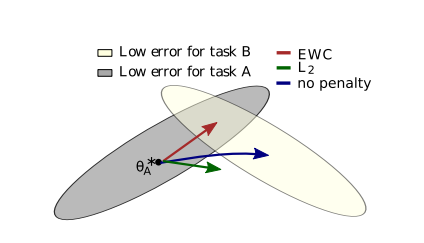 Low error for task B
Low error for task A
EWC
L2
no penalty
θA*